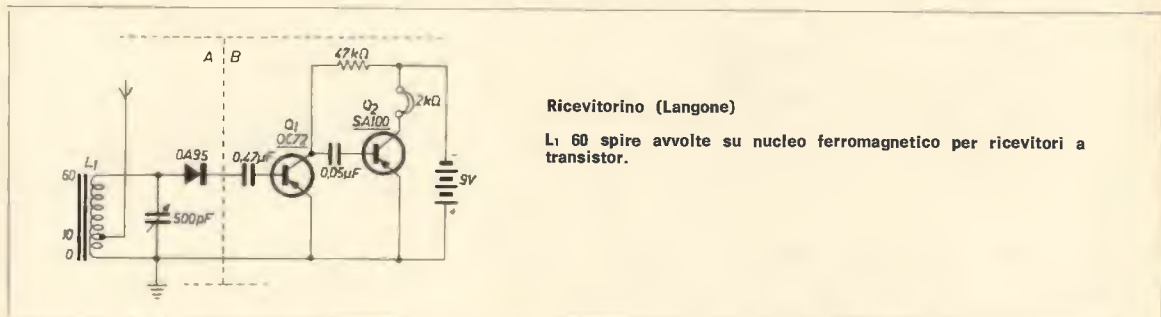 A B
47kΩ
2kΩ
Q1
OC72
Q2
SA100
L1
60
10
0
OA95
0,47µF
0,05µF
500pF
-
9V
+
Ricevitorino (Langone)
L1 60 spire avvolte su nucleo ferromagnetico per ricevitori a
transistor.